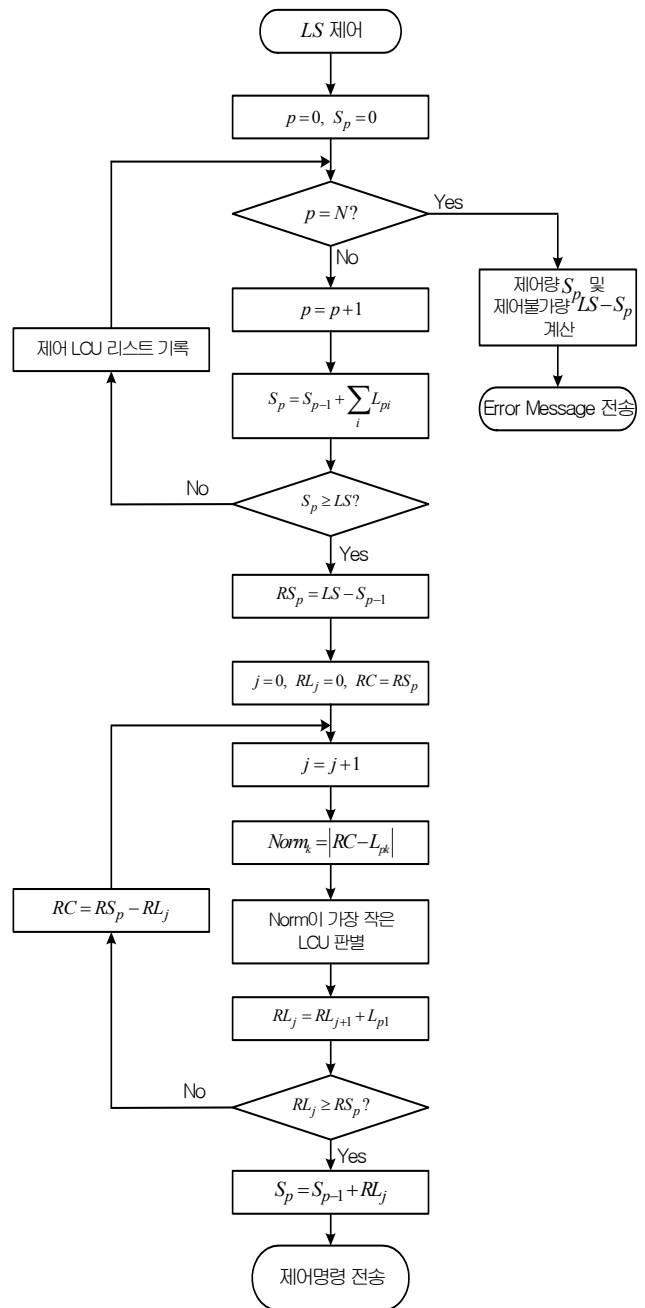 LS 제어
p=0, S_p=0
p=N?
Yes
No
제어량 S_p 및
제어불가량 LS-S_p
계산
Error Message 전송
p=p+1
제어 LCU 리스트 기록
S_p=S_{p-1}+∑_i L_{pi}
S_p≥LS?
No
Yes
RS_p=LS-S_{p-1}
j=0, RL_j=0, RC=RS_p
j=j+1
Norm_k=|RC-L_{pk}|
RC=RS_p-RL_j
Norm이 가장 작은
LCU 판별
RL_j=RL_{j+1}+L_{p1}
RL_j≥RS_p?
No
Yes
S_p=S_{p-1}+RL_j
제어명령 전송